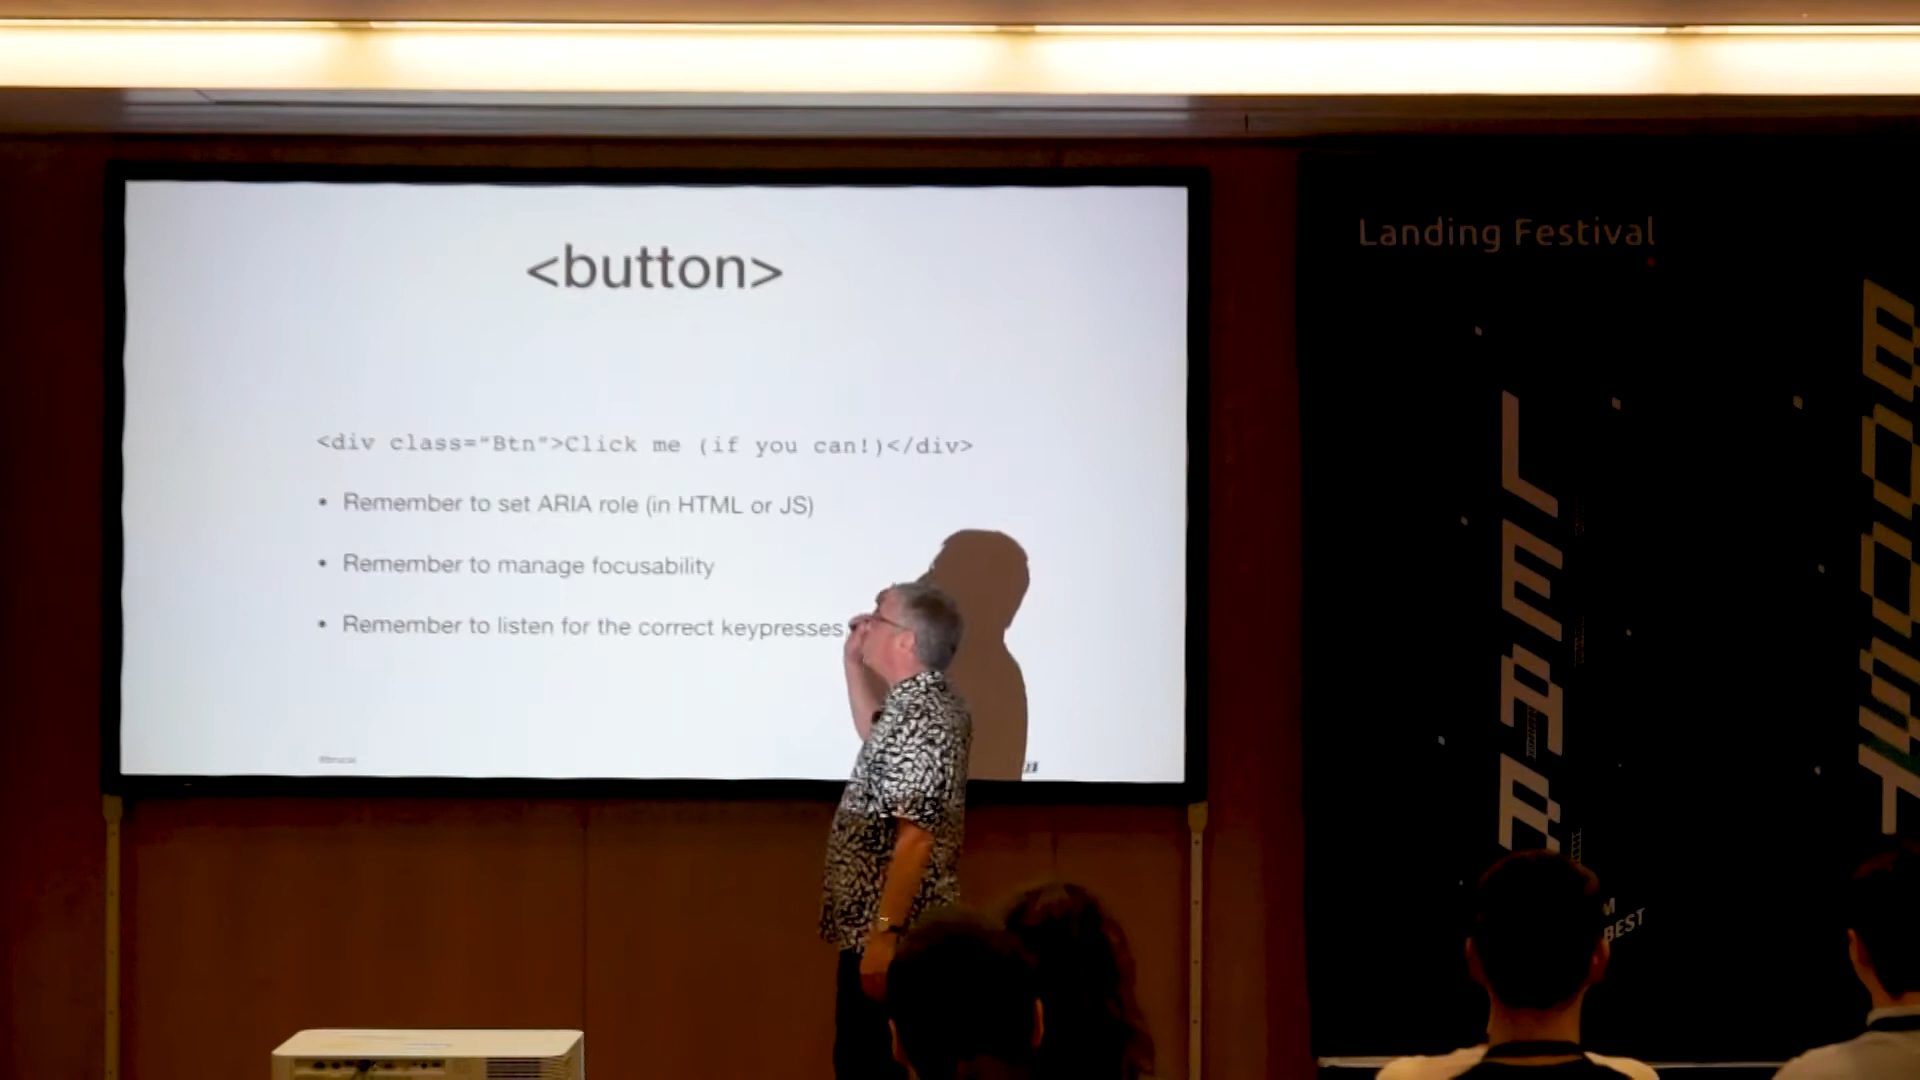 <button>
<div class="Btn">Click me (if you can!)</div>
• Remember to set ARIA role (in HTML or JS)
• Remember to manage focusability
• Remember to listen for the correct keypresses
Landing Festival
BEST